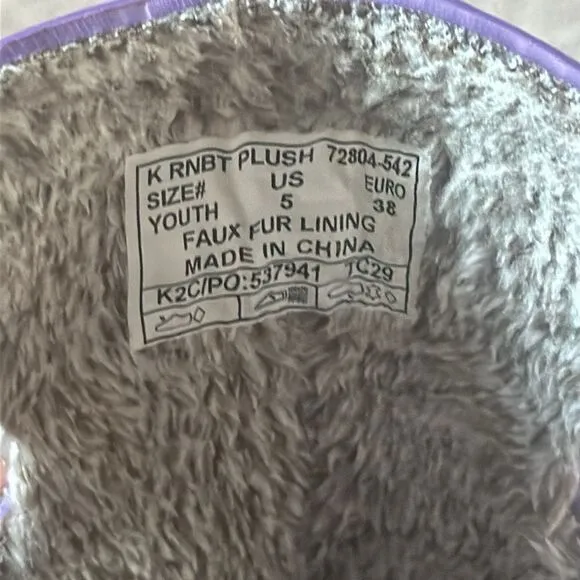 K RNBT PLUSH 72804-542
SIZE# US EURO
YOUTH 5 38
FAUX FUR LINING
MADE IN CHINA
K2C/PO:537941 TC29